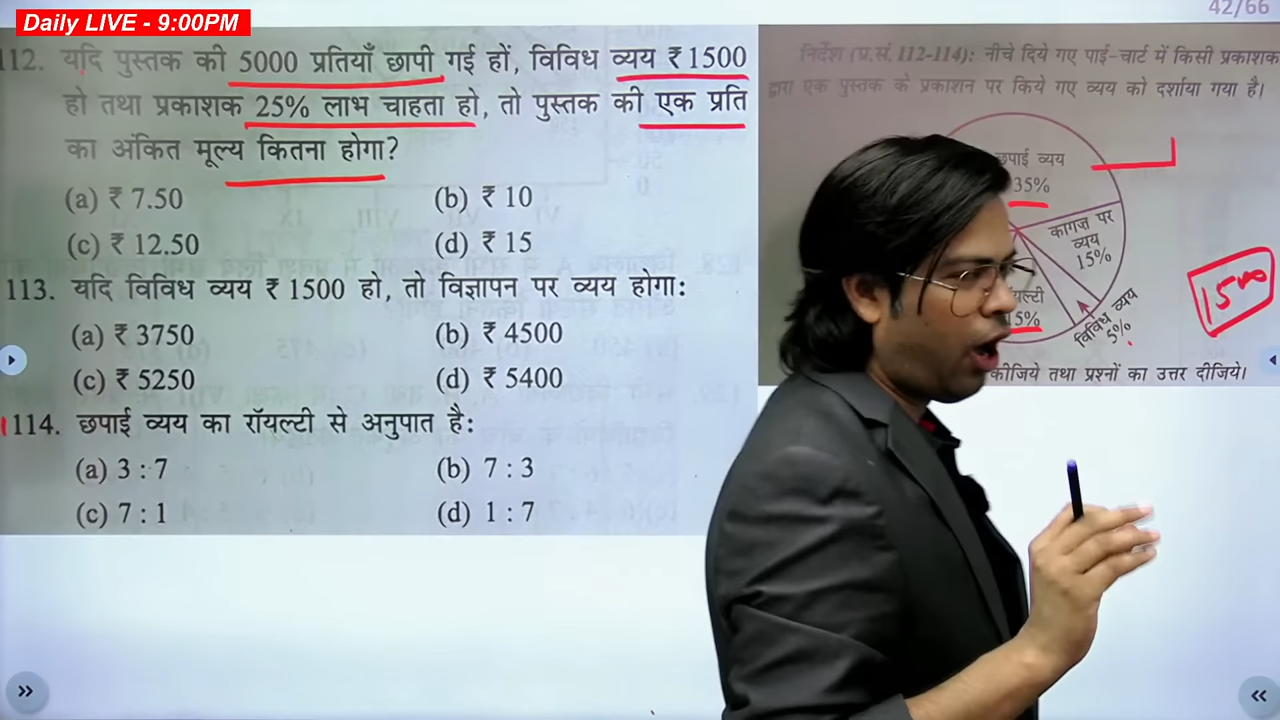 Daily LIVE - 9:00PM
42/66
112. यदि पुस्तक की 5000 प्रतियाँ छापी गई हों, विविध व्यय ₹ 1500
हो तथा प्रकाशक 25% लाभ चाहता हो, तो पुस्तक की एक प्रति
का अंकित मूल्य कितना होगा?
(a) ₹ 7.50 (b) ₹ 10
(c) ₹ 12.50 (d) ₹ 15
113. यदि विविध व्यय ₹ 1500 हो, तो विज्ञापन पर व्यय होगा:
(a) ₹ 3750 (b) ₹ 4500
(c) ₹ 5250 (d) ₹ 5400
114. छपाई व्यय का रॉयल्टी से अनुपात है:
(a) 3 : 7 (b) 7 : 3
(c) 7 : 1 (d) 1 : 7
निर्देश (प्र.सं. 112-114): नीचे दिये गए पाई-चार्ट में किसी प्रकाशक
द्वारा एक पुस्तक के प्रकाशन पर किये गए व्यय को दर्शाया गया है।
छपाई व्यय
35%
कागज पर
व्यय
15%
15%
विविध व्यय
5%
1500
कीजिये तथा प्रश्नों का उत्तर दीजिये।